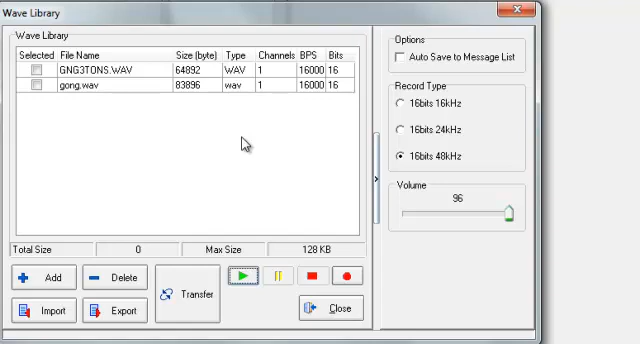 Wave Library
Wave Library
Selected File Name Size (byte) Type Channels BPS Bits
GNG3TONS.WAV 64892 WAV 1 16000 16
gong.wav 83896 wav 1 16000 16
Total Size 0 Max Size 128 KB
Add Delete Transfer
Import Export Close
Options
Auto Save to Message List
Record Type
16bits 16kHz
16bits 24kHz
16bits 48kHz
Volume
96